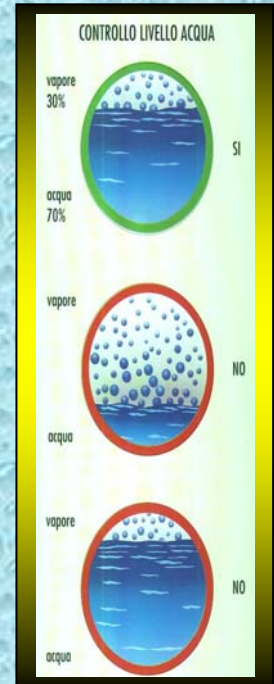 CONTROLLO LIVELLO ACQUA
vapore
30%
SI
acqua
70%
vapore
NO
acqua
vapore
NO
acqua